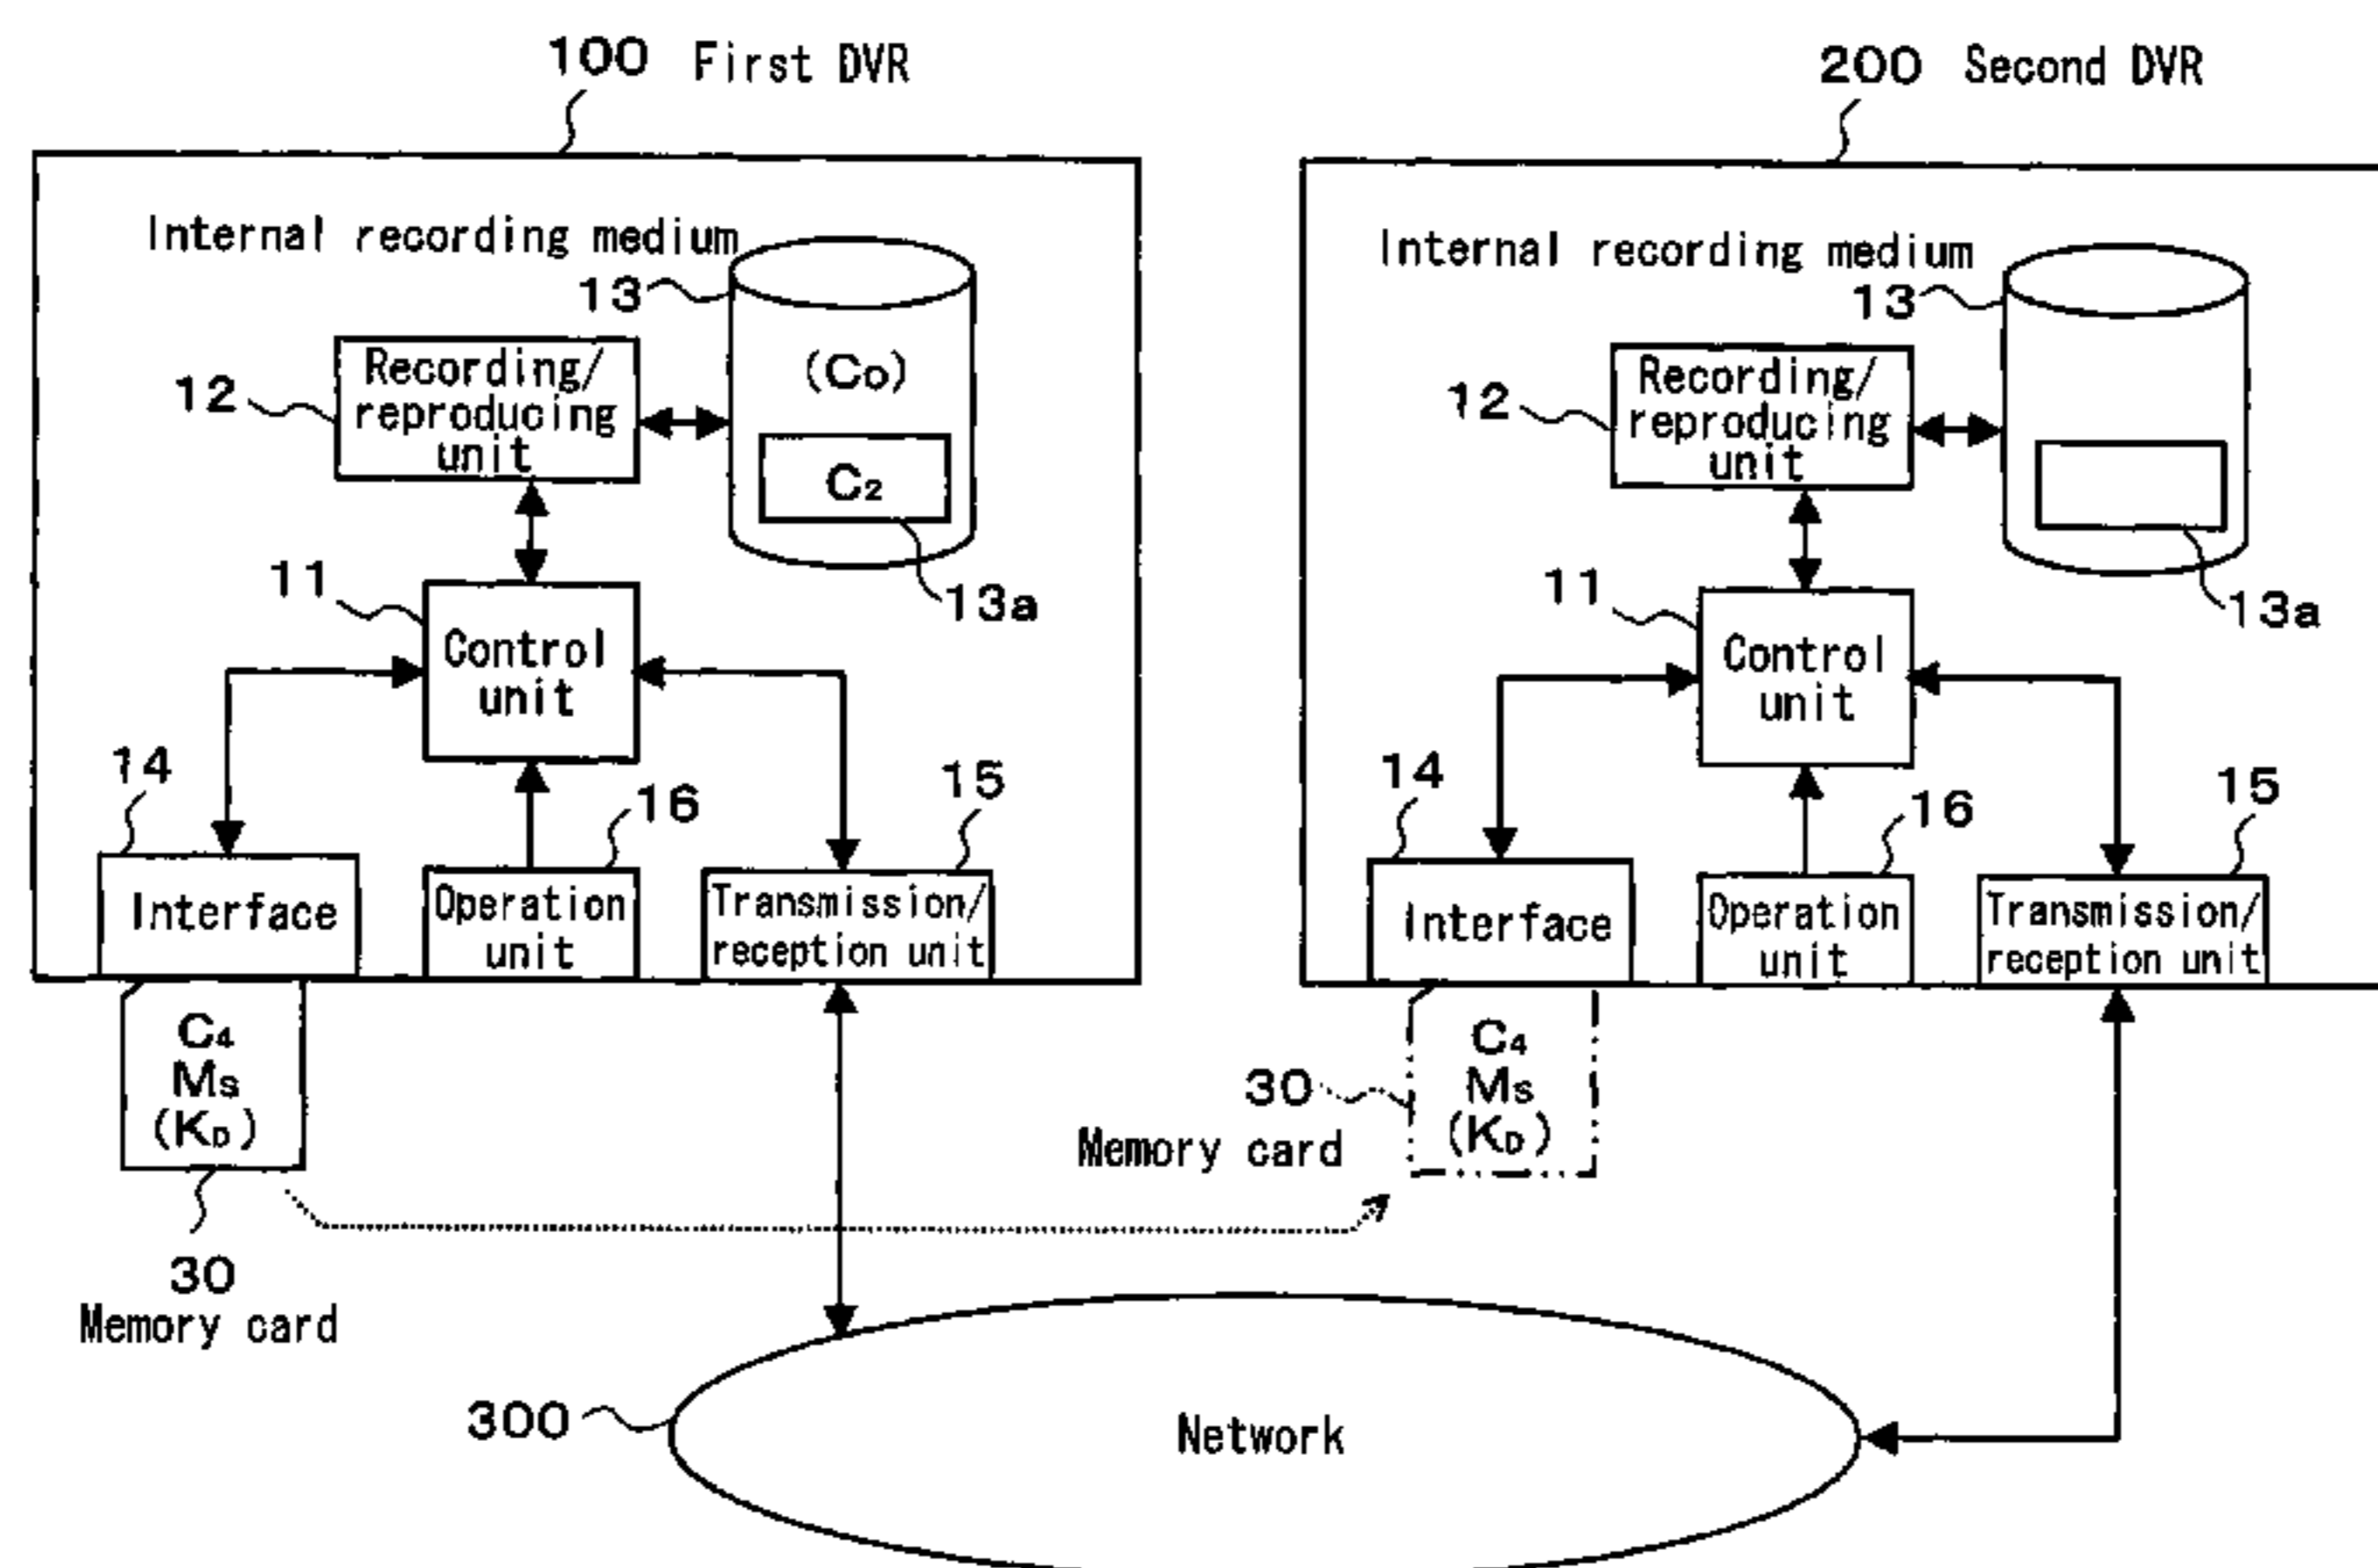 100 First DVR
Internal recording medium
13
(Co)
12
Recording/
reproducing
unit
C2
13a
11
Control
unit
14
16
15
Interface
Operation
unit
Transmission/
reception unit
C4
Ms
(KD)
30
Memory card
200 Second DVR
Internal recording medium
13
12
Recording/
reproducing
unit
13a
11
Control
unit
14
16
15
Interface
Operation
unit
Transmission/
reception unit
C4
Ms
(KD)
30
Memory card
300
Network